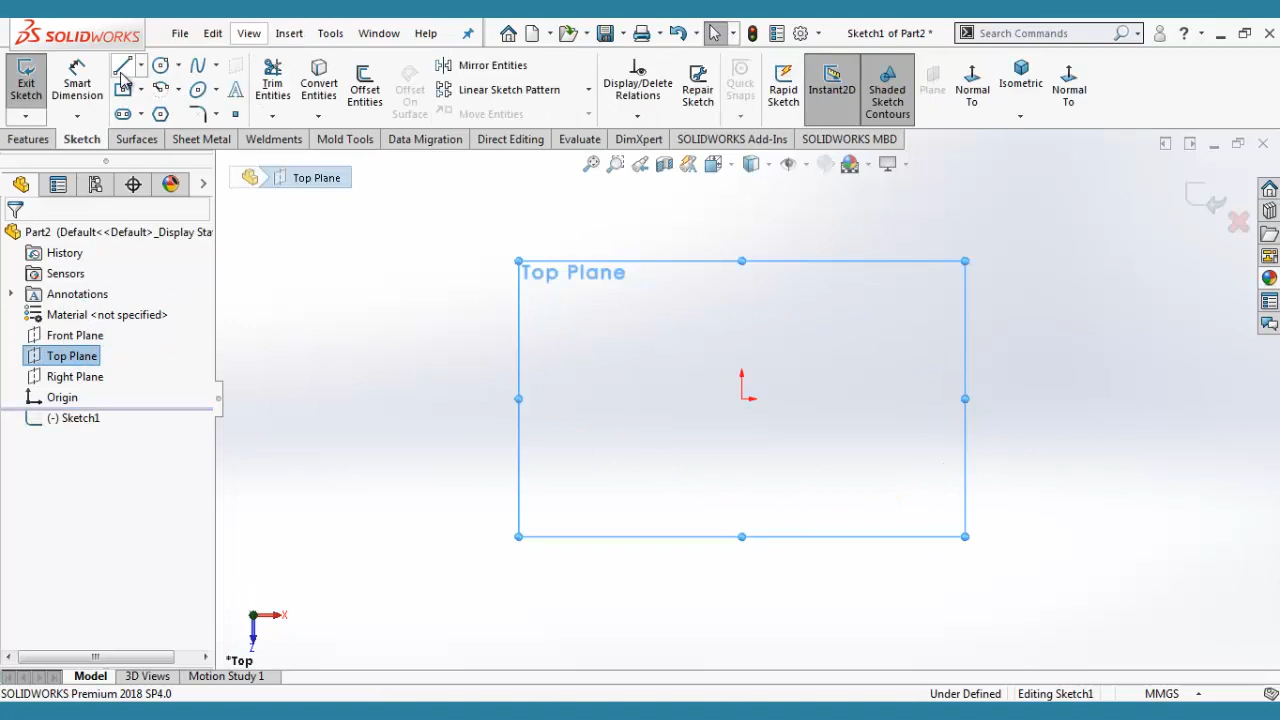 SOLIDWORKS File Edit View Insert Tools Window Help Sketch1 of Part2 * Search Commands ?
Exit Sketch Smart Dimension Trim Entities Convert Entities Offset Entities Offset On Surface Mirror Entities Linear Sketch Pattern Move Entities Display/Delete Relations Repair Sketch Quick Snaps Rapid Sketch Instant2D Shaded Sketch Contours Plane Normal To Isometric Normal To
Features Sketch Surfaces Sheet Metal Weldments Mold Tools Data Migration Direct Editing Evaluate DimXpert SOLIDWORKS Add-Ins SOLIDWORKS MBD
Top Plane
Part2 (Default<<Default>_Display Sta
History
Top Plane
Sensors
Annotations
Material <not specified>
Front Plane
Top Plane
Right Plane
Origin
(-) Sketch1
X
Z
*Top
Model 3D Views Motion Study 1
SOLIDWORKS Premium 2018 SP4.0 Under Defined Editing Sketch1 MMGS